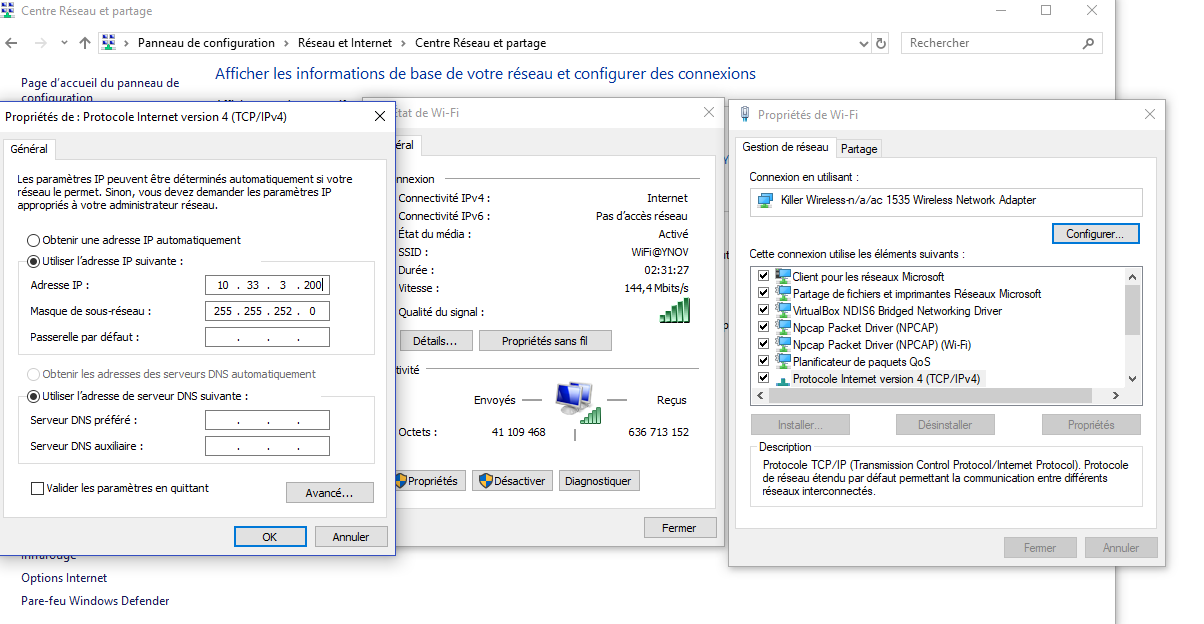 Centre Réseau et partage
Panneau de configuration > Réseau et Internet > Centre Réseau et partage
Rechercher
Page d'accueil du panneau de
configuration
Afficher les informations de base de votre réseau et configurer des connexions
Propriétés de : Protocole Internet version 4 (TCP/IPv4)
Général
Les paramètres IP peuvent être déterminés automatiquement si votre
réseau le permet. Sinon, vous devez demander les paramètres IP
appropriés à votre administrateur réseau.
Obtenir une adresse IP automatiquement
Utiliser l'adresse IP suivante :
Adresse IP : 10 . 33 . 3 . 200
Masque de sous-réseau : 255 . 255 . 252 . 0
Passerelle par défaut : . . .
Obtenir les adresses des serveurs DNS automatiquement
Utiliser l'adresse de serveur DNS suivante :
Serveur DNS préféré : . . .
Serveur DNS auxiliaire : . . .
Valider les paramètres en quittant
Avancé...
OK Annuler
État de Wi-Fi
éral
nnexion
Connectivité IPv4 : Internet
Connectivité IPv6 : Pas d'accès réseau
État du média : Activé
SSID : WiFi@YNOV
Durée : 02:31:27
Vitesse : 144,4 Mbits/s
Qualité du signal :
Détails... Propriétés sans fil
tivité
Envoyés Reçus
Octets : 41 109 468 636 713 152
Propriétés Désactiver Diagnostiquer
Fermer
Propriétés de Wi-Fi
Gestion de réseau Partage
Connexion en utilisant :
Killer Wireless-n/a/ac 1535 Wireless Network Adapter
Configurer...
Cette connexion utilise les éléments suivants :
Client pour les réseaux Microsoft
Partage de fichiers et imprimantes Réseaux Microsoft
VirtualBox NDIS6 Bridged Networking Driver
Npcap Packet Driver (NPCAP)
Npcap Packet Driver (NPCAP) (Wi-Fi)
Planificateur de paquets QoS
Protocole Internet version 4 (TCP/IPv4)
Installer... Désinstaller Propriétés
Description
Protocole TCP/IP (Transmission Control Protocol/Internet Protocol). Protocole
de réseau étendu par défaut permettant la communication entre différents
réseaux interconnectés.
Fermer Annuler
Infrarouge
Options Internet
Pare-feu Windows Defender